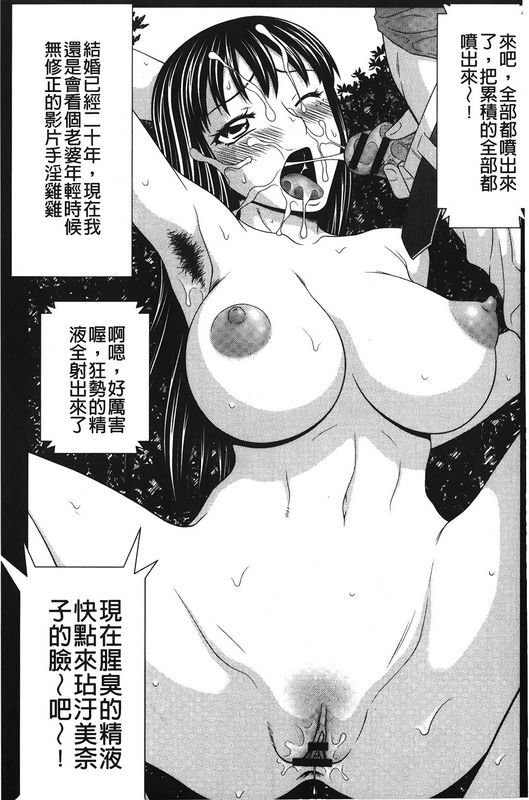 來吧，全部都噴出來
了，把累積的全部都
噴出來～！
結婚已經二十年，現在我
還是會看個老婆年輕時候
無修正的影片手淫雞雞
啊嗯，好厲害
喔，狂勢的精
液全射出來了
現在腥臭的精液
快點來玷汙美奈
子的臉～吧～！